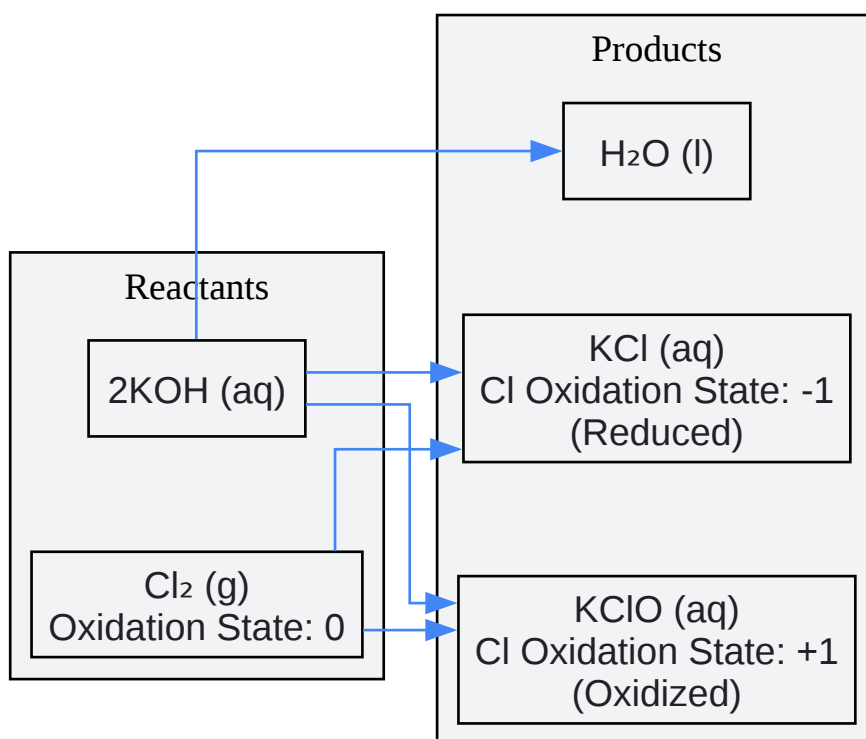 Products
H₂O (l)
Reactants
2KOH (aq)
KCl (aq)
Cl Oxidation State: -1
(Reduced)
Cl₂ (g)
Oxidation State: 0
KClO (aq)
Cl Oxidation State: +1
(Oxidized)